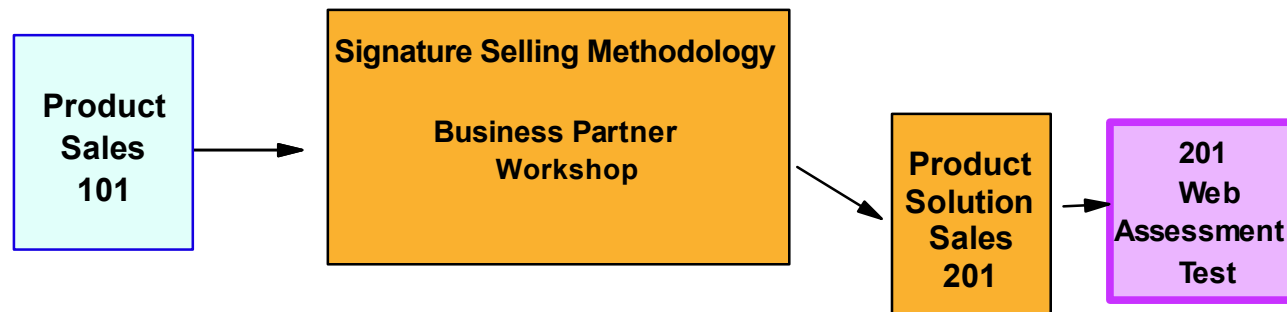 Product
Sales
101
Signature Selling Methodology
Business Partner
Workshop
Product
Solution
Sales
201
201
Web
Assessment
Test